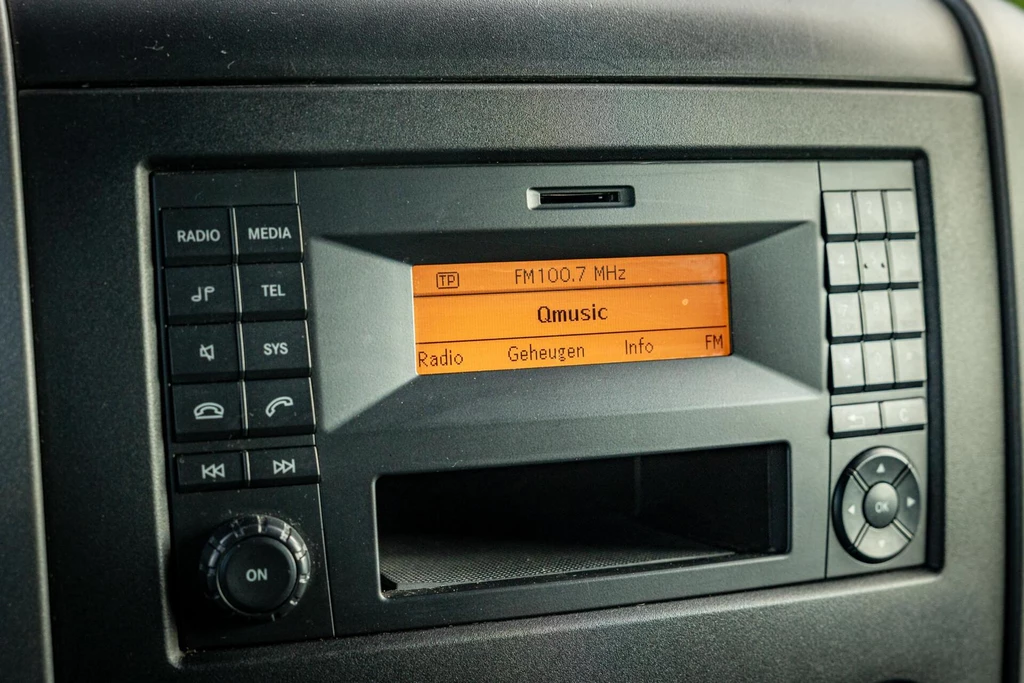 RADIO MEDIA
TEL
SYS
ON
TP FM100.7 MHz
Qmusic
Radio Geheugen Info FM
C
OK